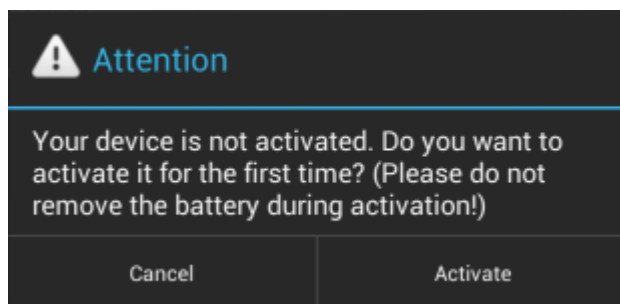 Attention
Your device is not activated. Do you want to
activate it for the first time? (Please do not
remove the battery during activation!)
Cancel
Activate